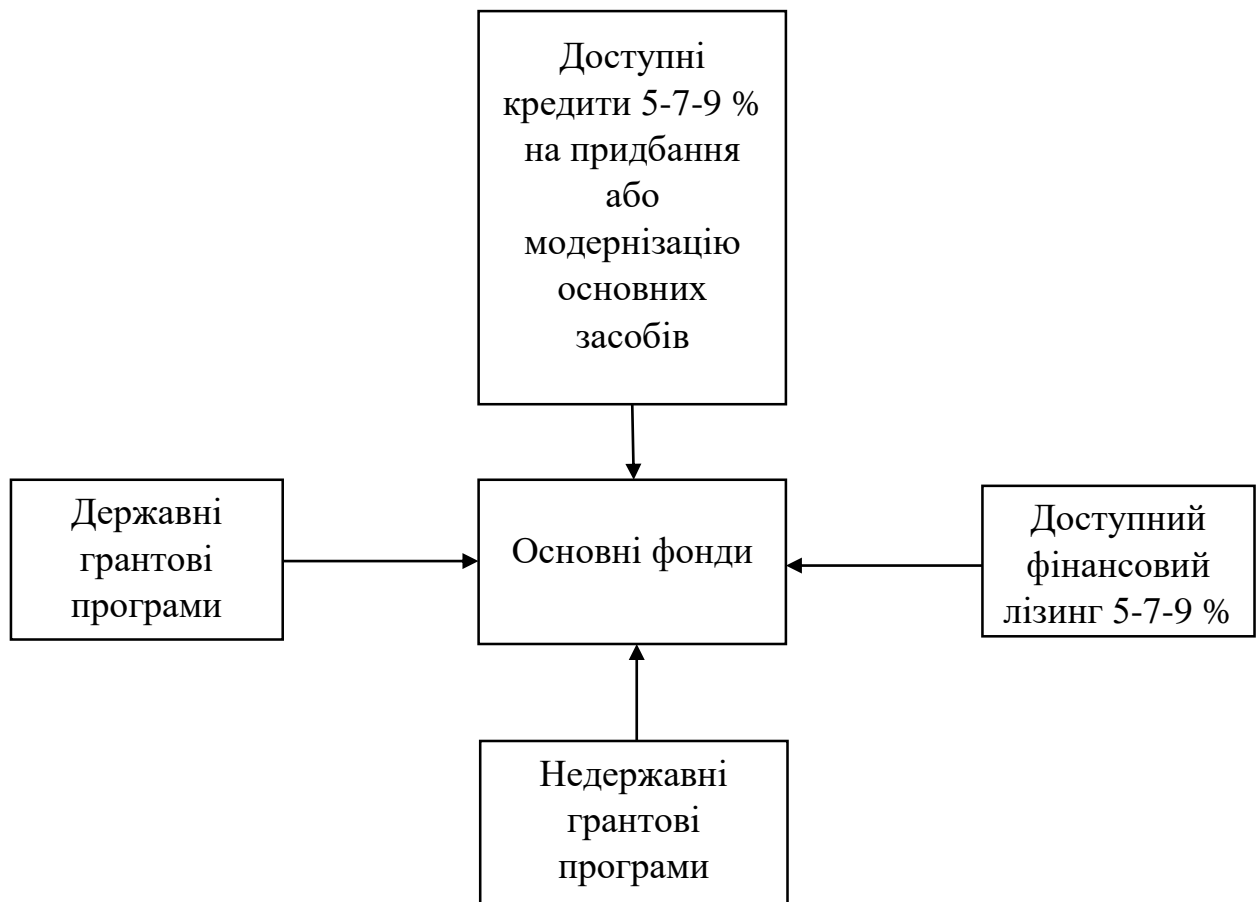 Доступні
кредити 5-7-9 %
на придбання
або
модернізацію
основних
засобів
Державні
грантові
програми
Основні фонди
Доступний
фінансовий
лізинг 5-7-9 %
Недержавні
грантові
програми